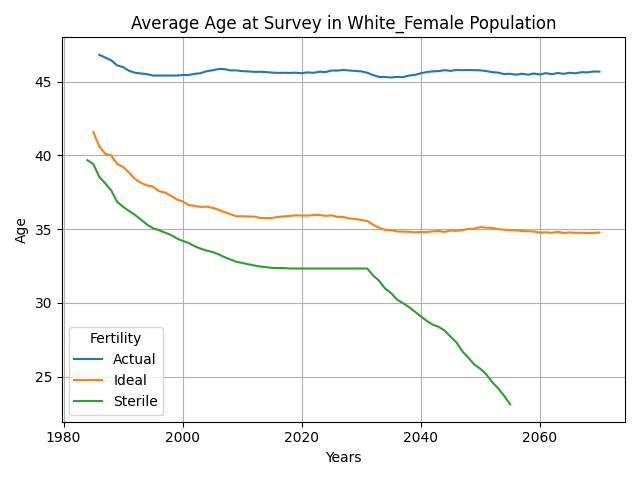 Average Age at Survey in White_Female Population
Age
45
40
35
30
25
Fertility
Actual
Ideal
Sterile
1980
2000
2020
2040
2060
Years